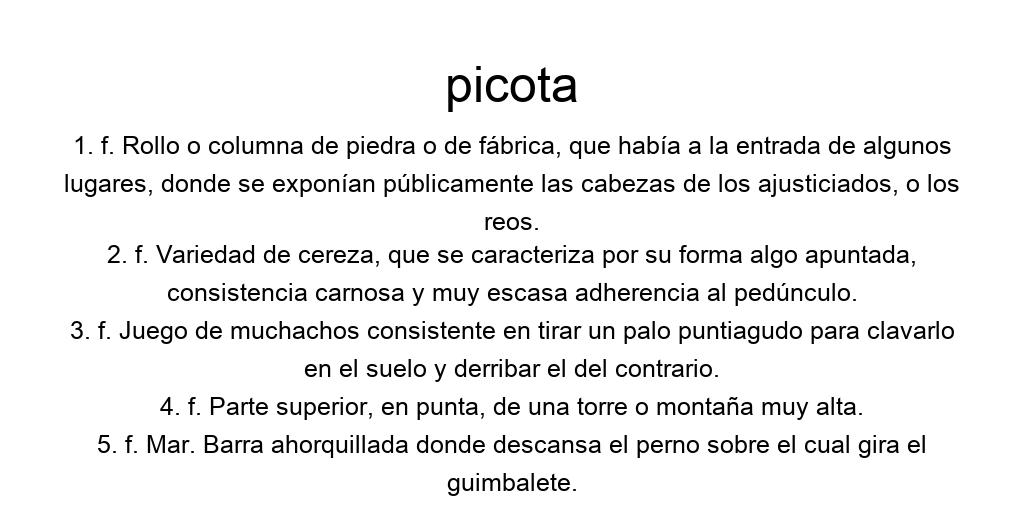 picota
1. f. Rollo o columna de piedra o de fábrica, que había a la entrada de algunos
lugares, donde se exponían públicamente las cabezas de los ajusticiados, o los
reos.
2. f. Variedad de cereza, que se caracteriza por su forma algo apuntada,
consistencia carnosa y muy escasa adherencia al pedúnculo.
3. f. Juego de muchachos consistente en tirar un palo puntiagudo para clavarlo
en el suelo y derribar el del contrario.
4. f. Parte superior, en punta, de una torre o montaña muy alta.
5. f. Mar. Barra ahorquillada donde descansa el perno sobre el cual gira el
guimbalete.